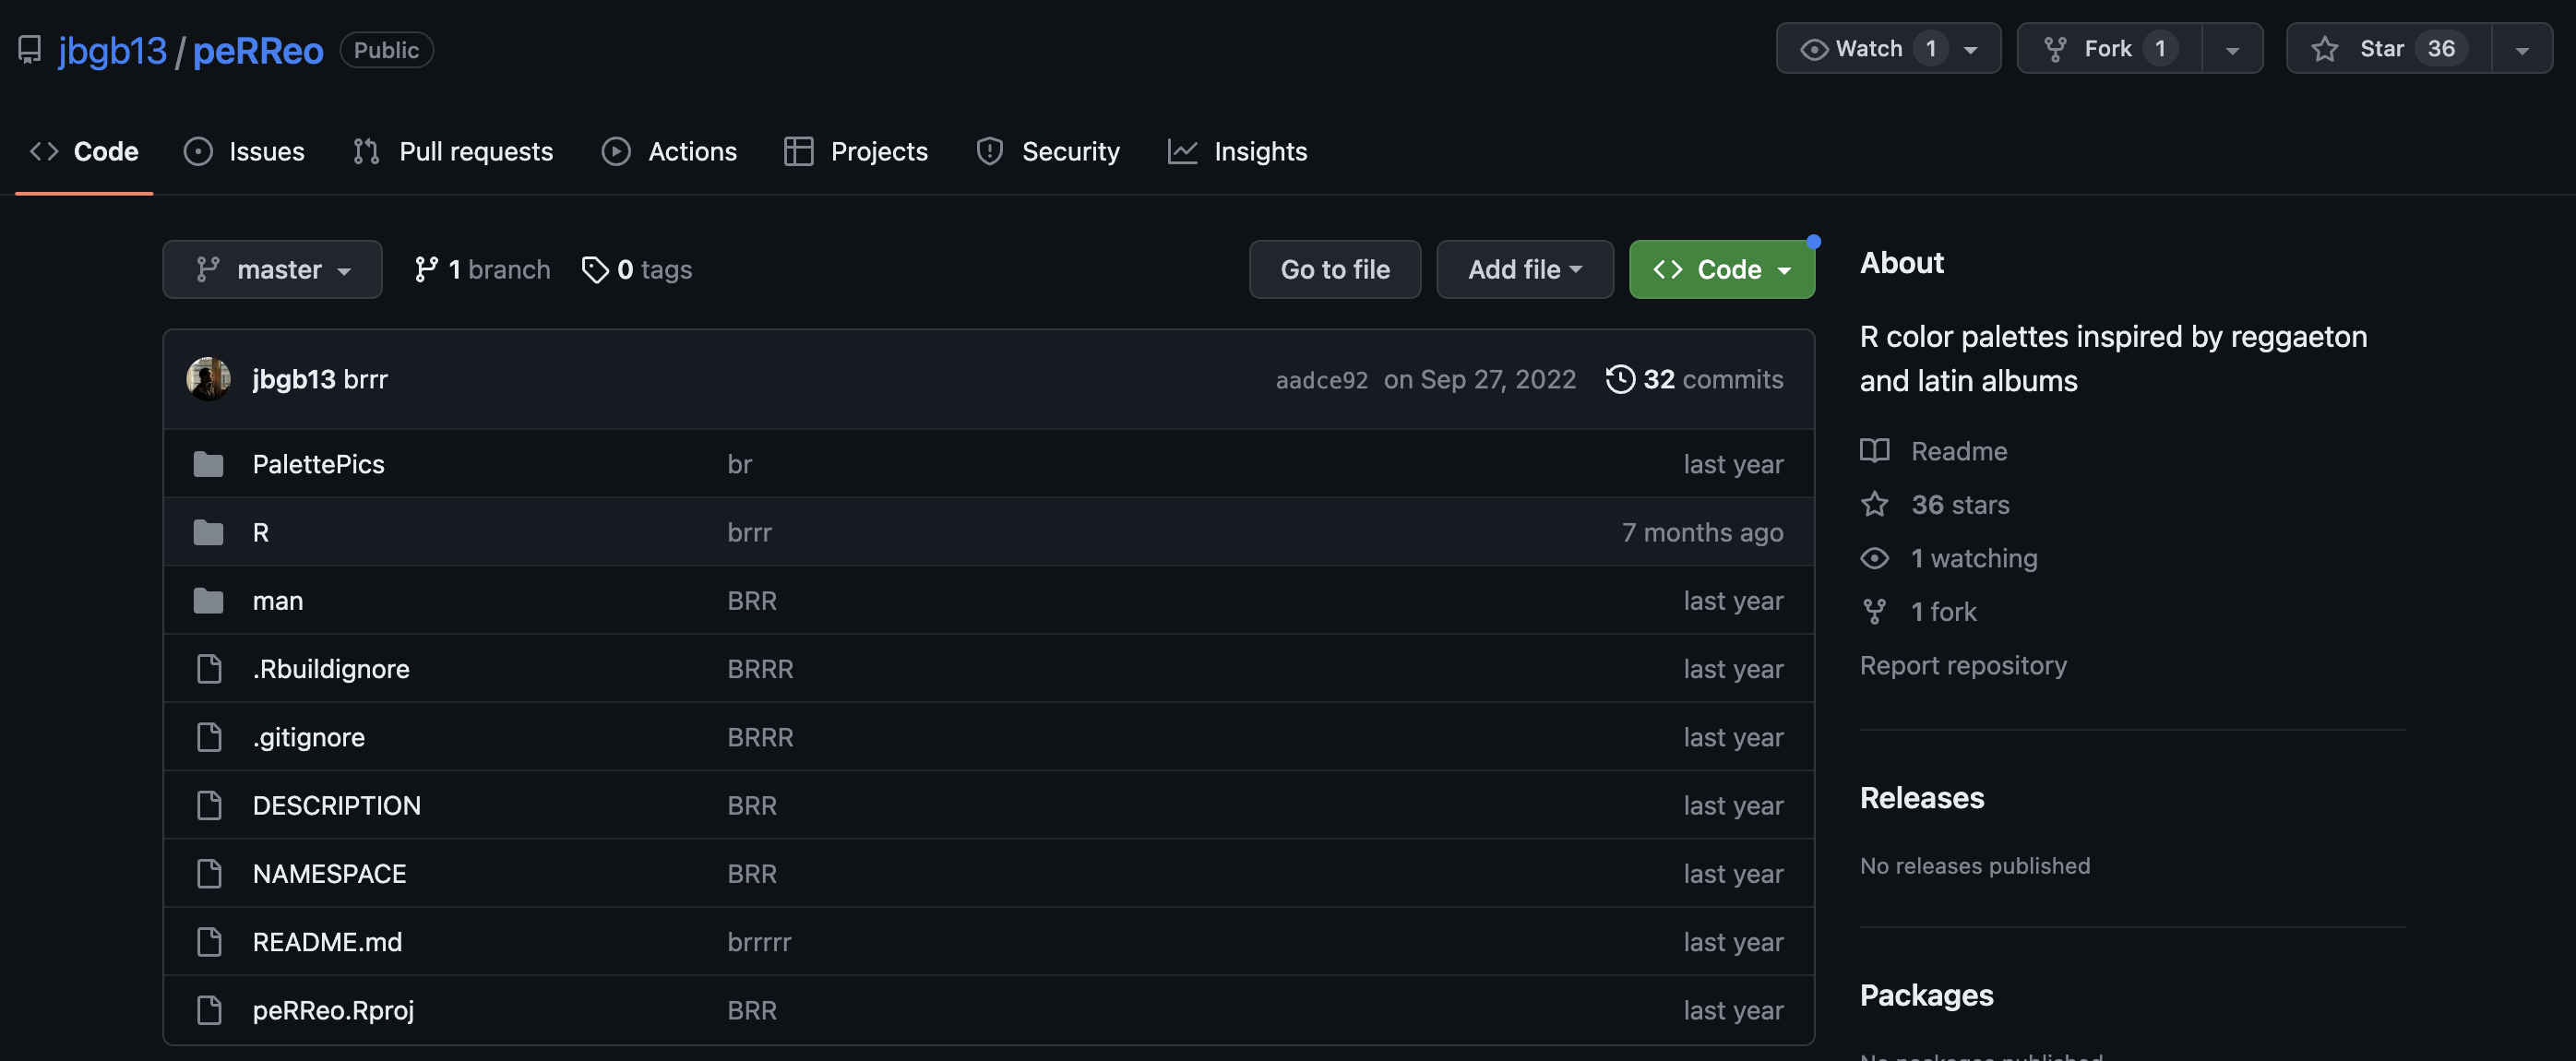 jbgb13 / peRReo Public
Watch 1 Fork 1 Star 36
Code Issues Pull requests Actions Projects Security Insights
master 1 branch 0 tags Go to file Add file Code
jbgb13 brrr aadce92 on Sep 27, 2022 32 commits
PalettePics br last year
R brrr 7 months ago
man BRR last year
.Rbuildignore BRRR last year
.gitignore BRRR last year
DESCRIPTION BRR last year
NAMESPACE BRR last year
README.md brrrrr last year
peRReo.Rproj BRR last year
About
R color palettes inspired by reggaeton
and latin albums
Readme
36 stars
1 watching
1 fork
Report repository
Releases
No releases published
Packages
No packages published